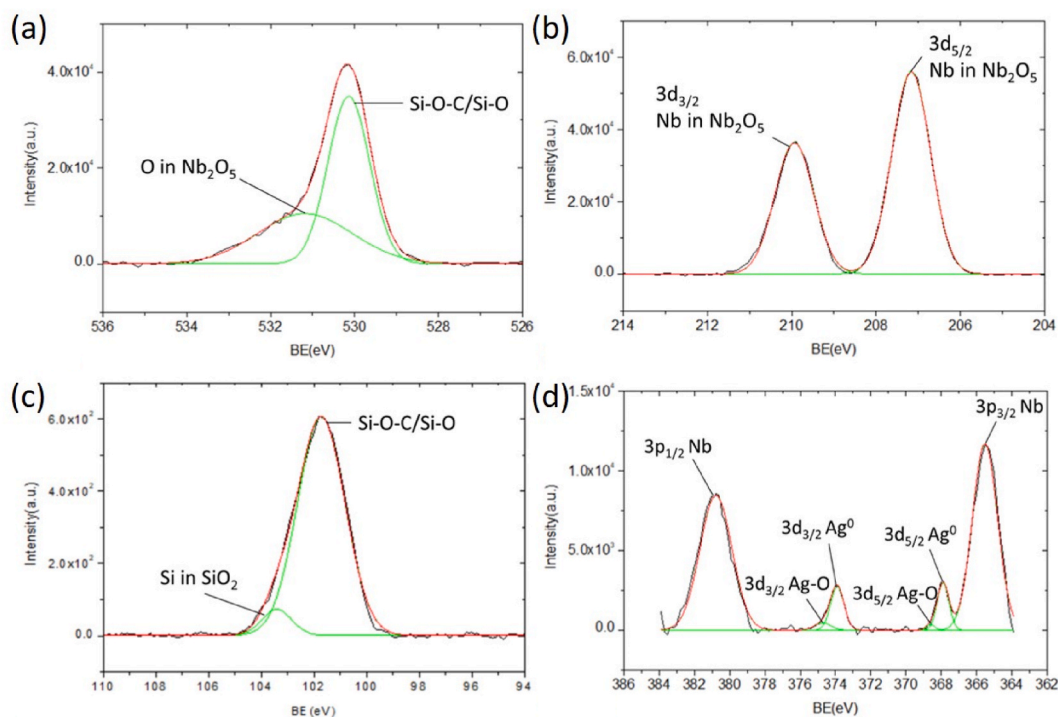 (a)
Intensity(a.u.)
4.0x10⁴
2.0x10⁴
0.0
Si-O-C/Si-O
O in Nb₂O₅
536 534 532 530 528 526
BE(eV)
(b)
Intensity(a.u.)
6.0x10⁴
4.0x10⁴
2.0x10⁴
0.0
3d₃/₂
Nb in Nb₂O₅
3d₅/₂
Nb in Nb₂O₅
214 212 210 208 206 204
BE(eV)
(c)
Intensity(a.u.)
6.0x10²
4.0x10²
2.0x10²
0.0
Si-O-C/Si-O
Si in SiO₂
110 108 106 104 102 100 98 96 94
BE (eV)
(d)
Intensity(a.u.)
1.5x10⁴
1.0x10⁴
5.0x10³
0.0
3p₁/₂ Nb
3d₃/₂ Ag⁰
3d₃/₂ Ag-O
3d₅/₂ Ag⁰
3d₅/₂ Ag-O
3p₃/₂ Nb
386 384 382 380 378 376 374 372 370 368 366 364 362
BE(eV)